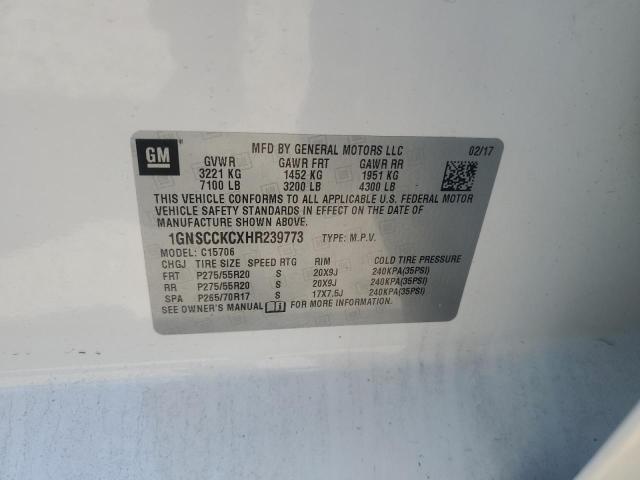 GM
MFD BY GENERAL MOTORS LLC 02/17
GVWR GAWR FRT GAWR RR
3221 KG 1452 KG 1951 KG
7100 LB 3200 LB 4300 LB
THIS VEHICLE CONFORMS TO ALL APPLICABLE U.S. FEDERAL MOTOR
VEHICLE SAFETY STANDARDS IN EFFECT ON THE DATE OF
MANUFACTURE SHOWN ABOVE.
1GNSCCKCXHR239773 TYPE: M.P.V.
MODEL: C15706
CHGJ TIRE SIZE SPEED RTG RIM COLD TIRE PRESSURE
FRT P275/55R20 S 20X9J 240KPA(35PSI)
RR P275/55R20 S 20X9J 240KPA(35PSI)
SPA P265/70R17 S 17X7.5J 240KPA(35PSI)
SEE OWNER'S MANUAL FOR MORE INFORMATION.